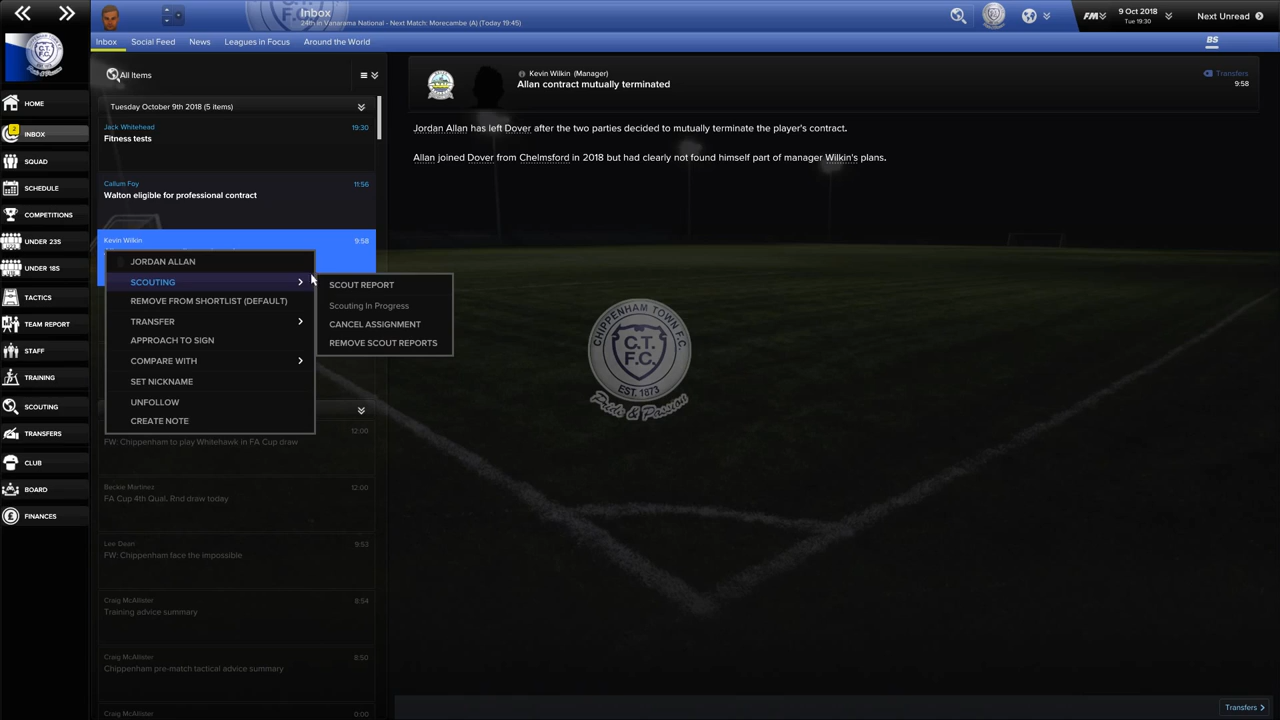 Inbox
24th in Vanarama National - Next Match: Morecambe (A) (Today 19:45)
FM
9 Oct 2018
Tue 19:30
Next Unread
Inbox
Social Feed
News
Leagues in Focus
Around the World
BS
Pride & Passion
HOME
2
INBOX
SQUAD
SCHEDULE
COMPETITIONS
UNDER 23S
UNDER 18S
TACTICS
TEAM REPORT
STAFF
TRAINING
SCOUTING
TRANSFERS
CLUB
BOARD
FINANCES
All Items
Tuesday October 9th 2018 (5 items)
Jack Whitehead 19:30
Fitness tests
Callum Foy 11:56
Walton eligible for professional contract
Kevin Wilkin 9:58
JORDAN ALLAN
SCOUTING
REMOVE FROM SHORTLIST (DEFAULT)
TRANSFER
APPROACH TO SIGN
COMPARE WITH
SET NICKNAME
UNFOLLOW
CREATE NOTE
SCOUT REPORT
Scouting In Progress
CANCEL ASSIGNMENT
REMOVE SCOUT REPORTS
12:00
FW: Chippenham to play Whitehawk in FA Cup draw
Beckie Martinez 12:00
FA Cup 4th Qual. Rnd draw today
Lee Dean 9:53
FW: Chippenham face the impossible
Craig McAllister 8:54
Training advice summary
Craig McAllister 8:50
Chippenham pre-match tactical advice summary
Craig McAllister 0:00
Kevin Wilkin (Manager)
Allan contract mutually terminated
Transfers
9:58
Jordan Allan has left Dover after the two parties decided to mutually terminate the player's contract.
Allan joined Dover from Chelmsford in 2018 but had clearly not found himself part of manager Wilkin's plans.
CHIPPENHAM TOWN F.C.
C.T.
F.C.
EST. 1873
Pride & Passion
Transfers